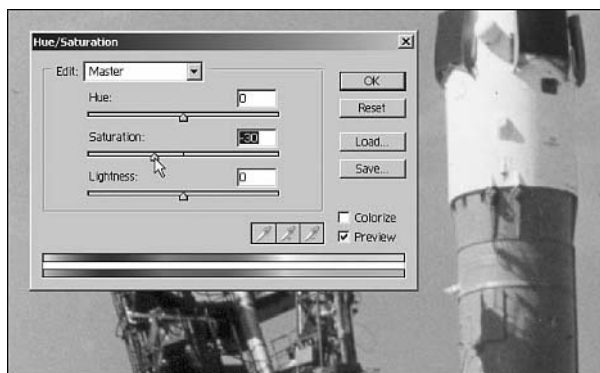 Hue/Saturation
Edit: Master
OK
Hue: 0
Reset
Saturation: -30
Load...
Lightness: 0
Save...
Colorize
Preview